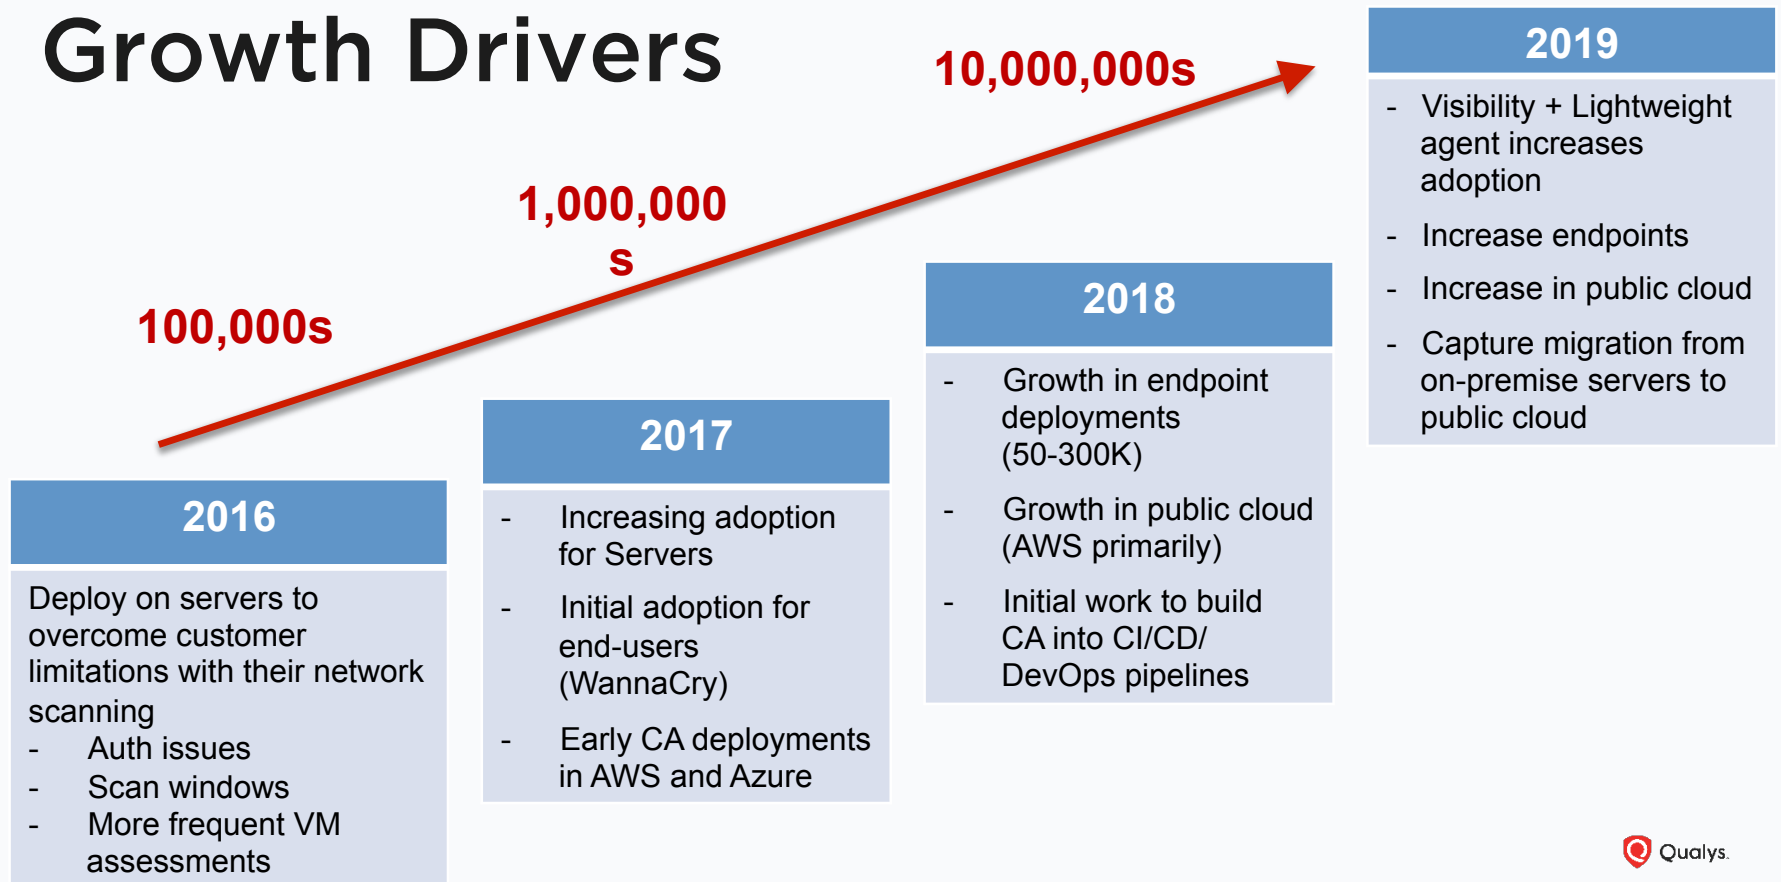 Growth Drivers
100,000s
1,000,000
s
10,000,000s
2016
Deploy on servers to
overcome customer
limitations with their network
scanning
- Auth issues
- Scan windows
- More frequent VM
assessments
2017
- Increasing adoption
for Servers
- Initial adoption for
end-users
(WannaCry)
- Early CA deployments
in AWS and Azure
2018
- Growth in endpoint
deployments
(50-300K)
- Growth in public cloud
(AWS primarily)
- Initial work to build
CA into CI/CD/
DevOps pipelines
2019
- Visibility + Lightweight
agent increases
adoption
- Increase endpoints
- Increase in public cloud
- Capture migration from
on-premise servers to
public cloud
Qualys.